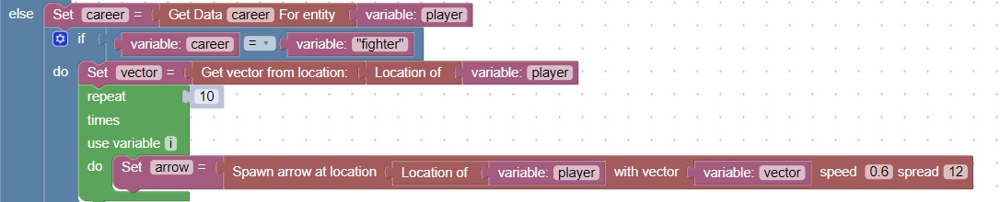 else Set career = Get Data career For entity variable: player
if variable: career = variable: "fighter"
do Set vector = Get vector from location: Location of variable: player
repeat 10
times
use variable i
do Set arrow = Spawn arrow at location Location of variable: player with vector variable: vector speed 0.6 spread 12